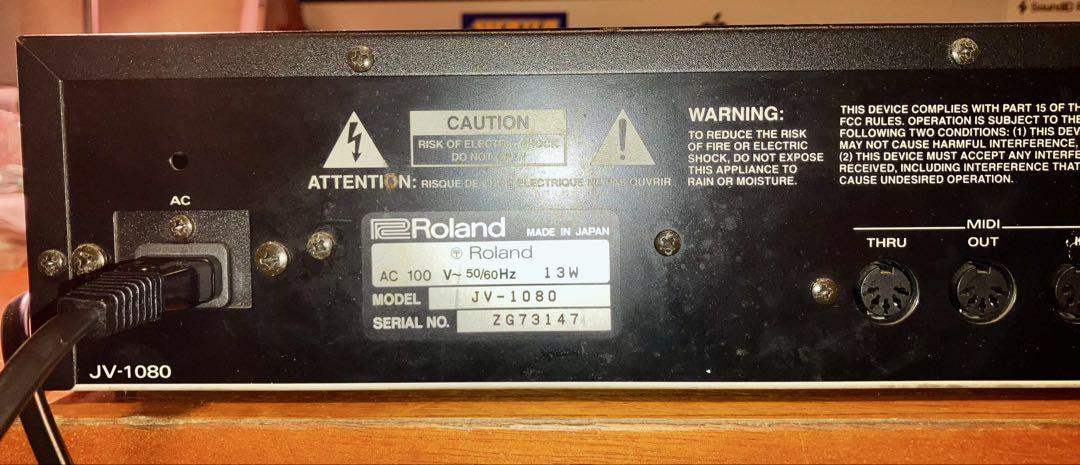 SoundID
CAUTION
RISK OF ELECTRIC SHOCK
DO NOT OPEN
ATTENTION: RISQUE DE CHOC ELECTRIQUE NE PAS OUVRIR
WARNING:
TO REDUCE THE RISK
OF FIRE OR ELECTRIC
SHOCK, DO NOT EXPOSE
THIS APPLIANCE TO
RAIN OR MOISTURE.
THIS DEVICE COMPLIES WITH PART 15 OF TH
FCC RULES. OPERATION IS SUBJECT TO THE
FOLLOWING TWO CONDITIONS: (1) THIS DEV
MAY NOT CAUSE HARMFUL INTERFERENCE,
(2) THIS DEVICE MUST ACCEPT ANY INTERFE
RECEIVED, INCLUDING INTERFERENCE THAT
CAUSE UNDESIRED OPERATION.
AC
Roland MADE IN JAPAN
Roland
AC 100 V~ 50/60Hz 13W
MODEL JV-1080
SERIAL NO. ZG73147
MIDI
THRU OUT
JV-1080